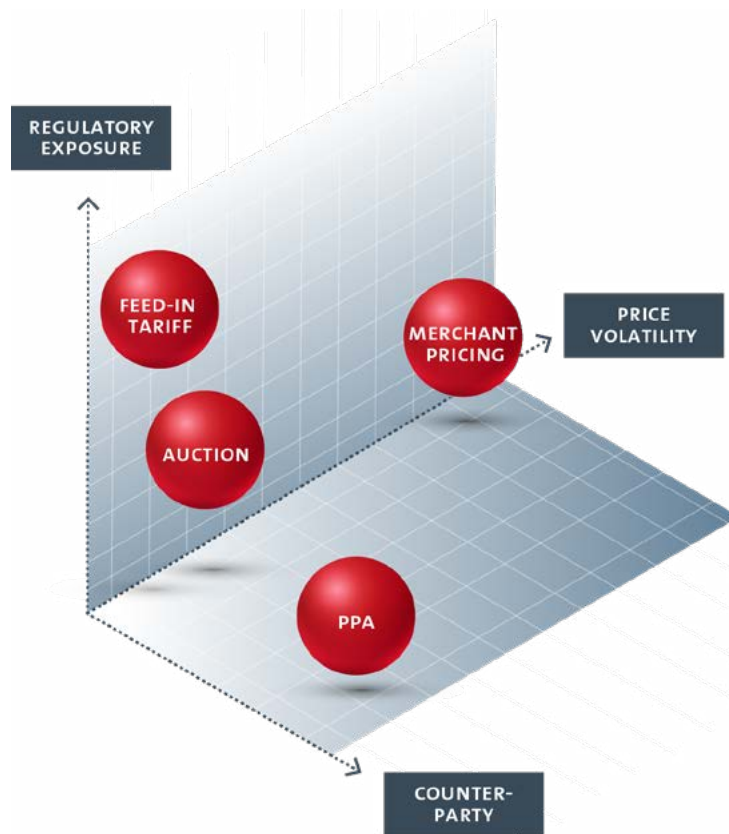 REGULATORY
EXPOSURE
FEED-IN
TARIFF
MERCHANT
PRICING
PRICE
VOLATILITY
AUCTION
PPA
COUNTER-
PARTY